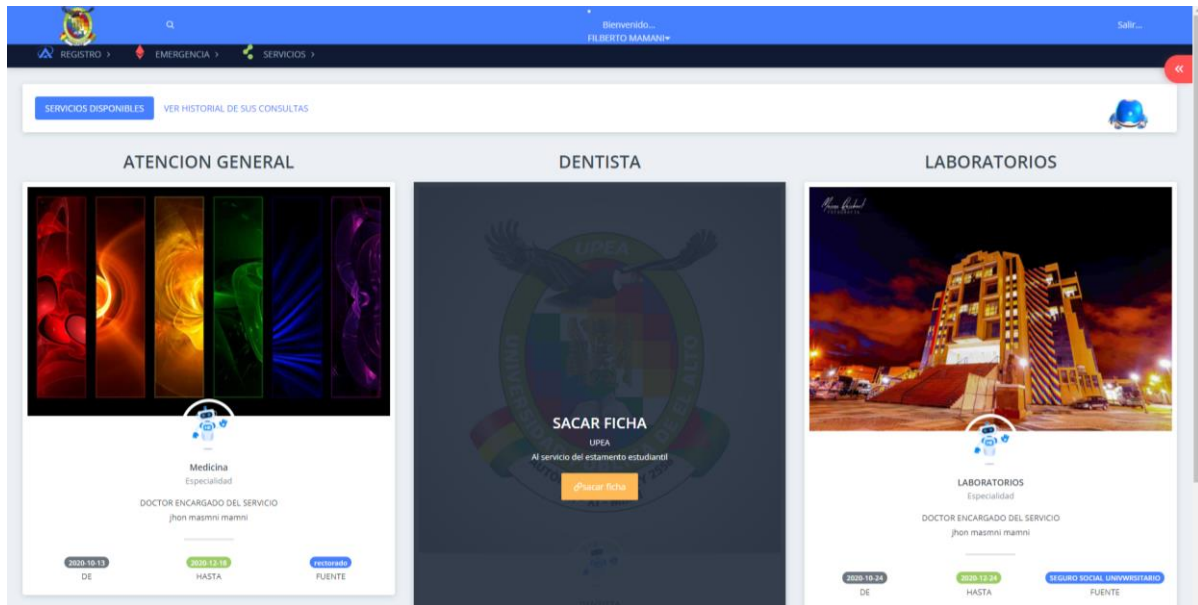 Bienvenido...
FILBERTO MAMANI
Salir...
REGISTRO >
EMERGENCIA >
SERVICIOS >
SERVICIOS DISPONIBLES
VER HISTORIAL DE SUS CONSULTAS
ATENCION GENERAL
Medicina
Especialidad
DOCTOR ENCARGADO DEL SERVICIO
jhon masmni mamni
2020-10-13
DE
2020-12-18
HASTA
rectorado
FUENTE
DENTISTA
UPEA
SACAR FICHA
UPEA
Al servicio del estamento estudiantil
sacar ficha
LABORATORIOS
LABORATORIOS
Especialidad
DOCTOR ENCARGADO DEL SERVICIO
jhon masmni mamni
2020-10-24
DE
2020-12-24
HASTA
SEGURO SOCIAL UNIVWRSITARIO
FUENTE